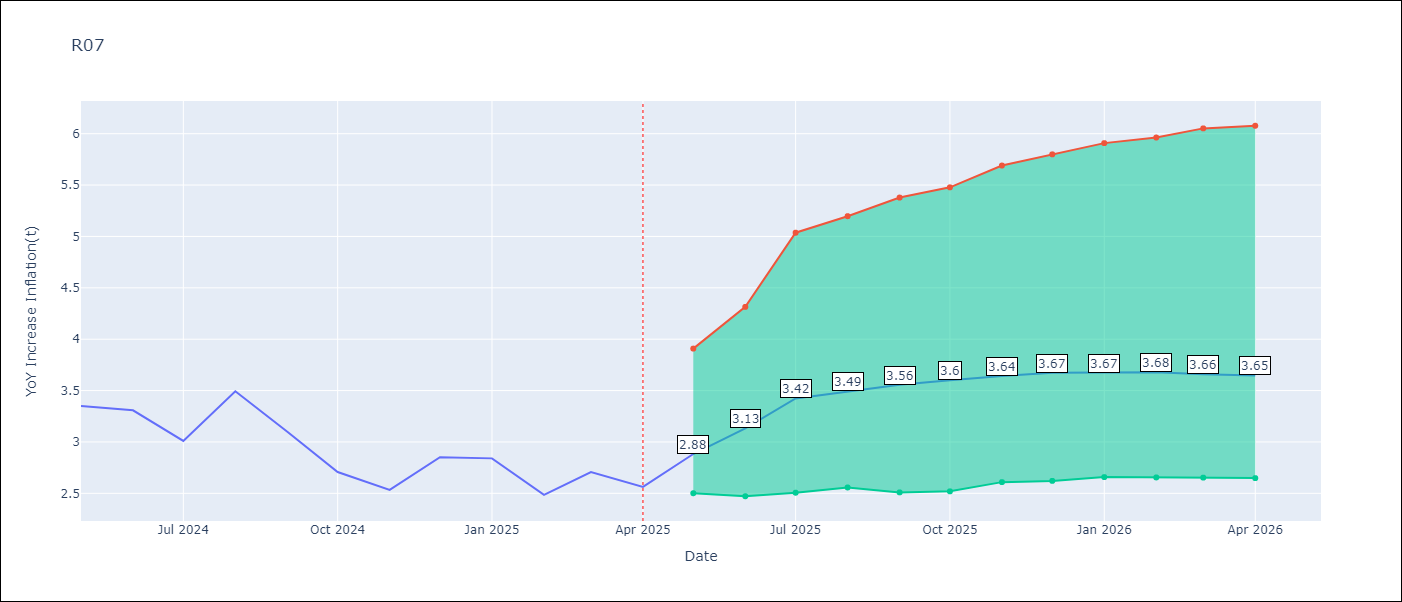 R07
YoY Increase Inflation(t)
6
5.5
5
4.5
4
3.5
3
2.5
2.88
3.13
3.42
3.49
3.56
3.6
3.64
3.67
3.67
3.68
3.66
3.65
Jul 2024
Oct 2024
Jan 2025
Apr 2025
Jul 2025
Oct 2025
Jan 2026
Apr 2026
Date